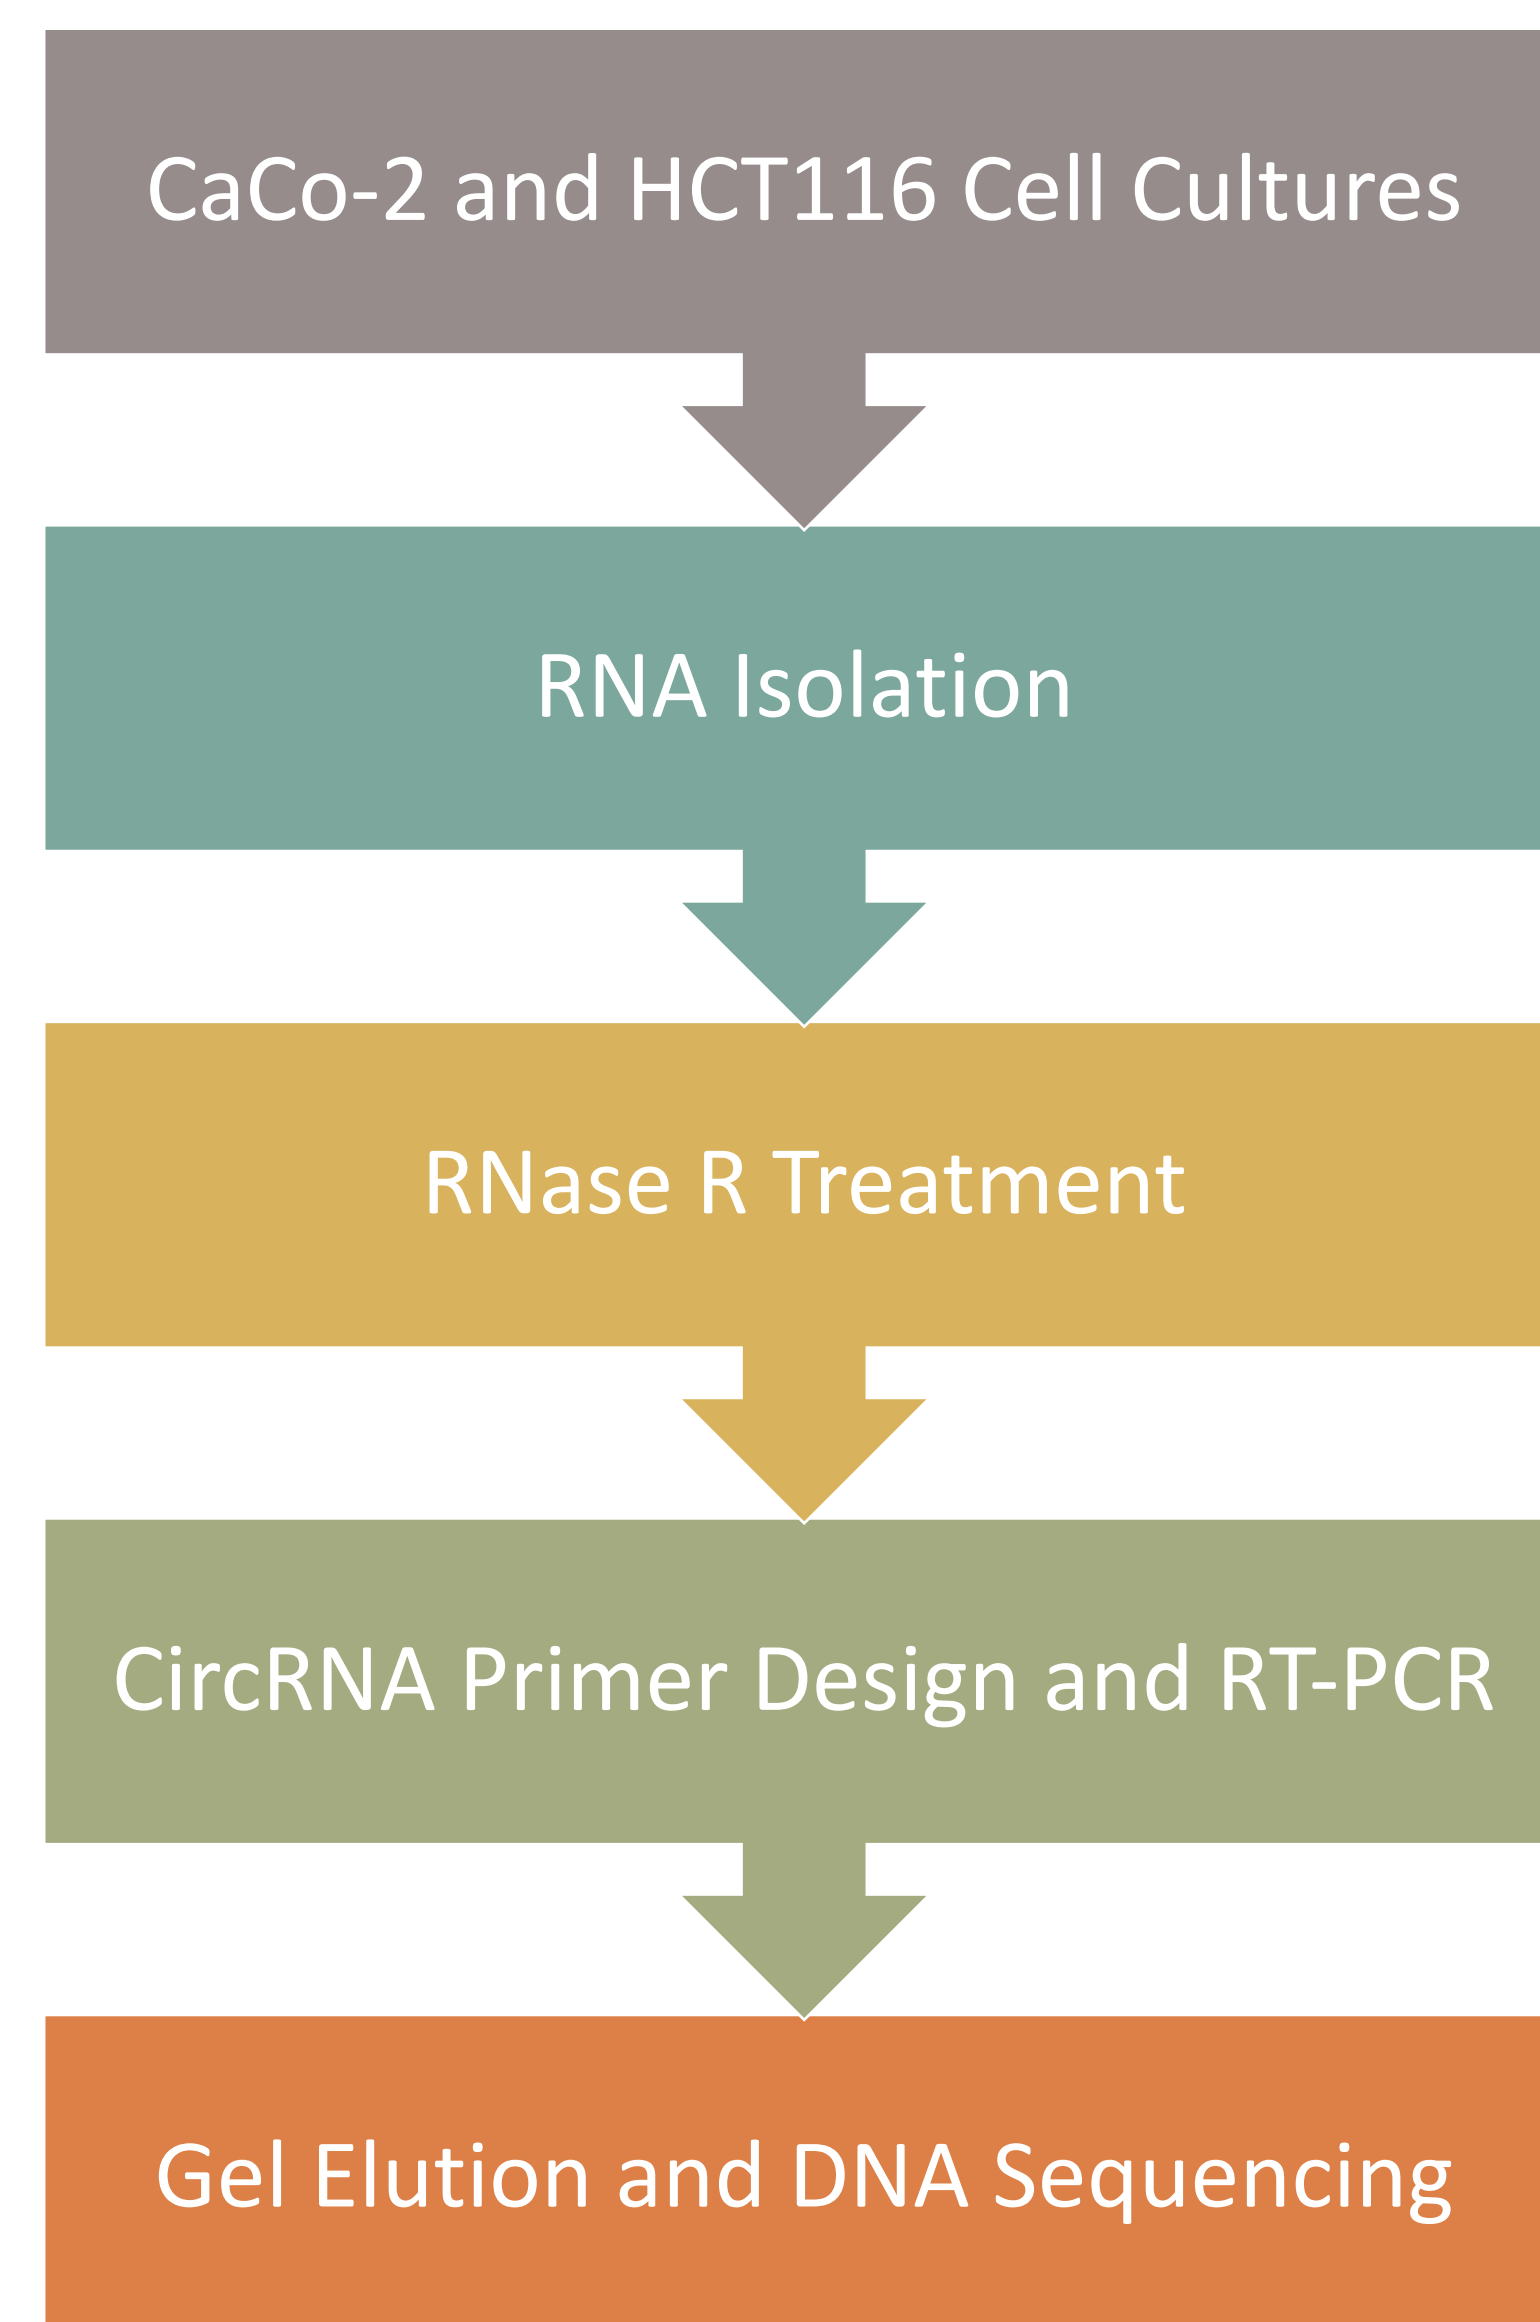 CaCo-2 and HCT116 Cell Cultures
RNA Isolation
RNase R Treatment
CircRNA Primer Design and RT-PCR
Gel Elution and DNA Sequencing